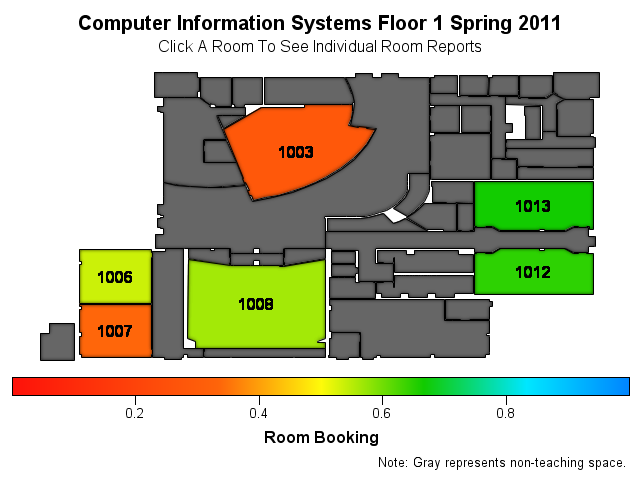 Computer Information Systems Floor 1 Spring 2011
Click A Room To See Individual Room Reports
1003
1013
1012
1006
1008
1007
0.2 0.4 0.6 0.8
Room Booking
Note: Gray represents non-teaching space.